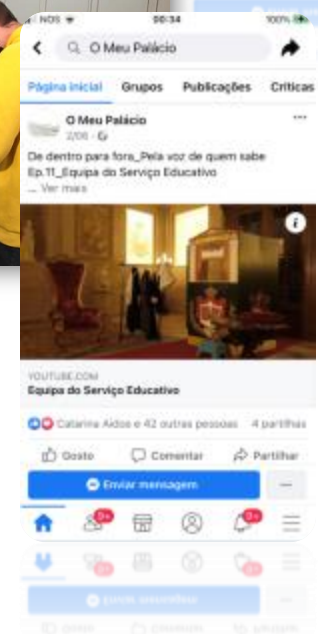 NOS 00:34 100%
O Meu Palácio
Página inicial Grupos Publicações Críticas
O Meu Palácio
2/06
De dentro para fora_Pela voz de quem sabe
Ep.11_Equipa do Serviço Educativo
... Ver mais
YOUTUBE.COM
Equipa do Serviço Educativo
Catarina Aidos e 42 outras pessoas 4 partilhas
Gosto Comentar Partilhar
Enviar mensagem
9+ 9+